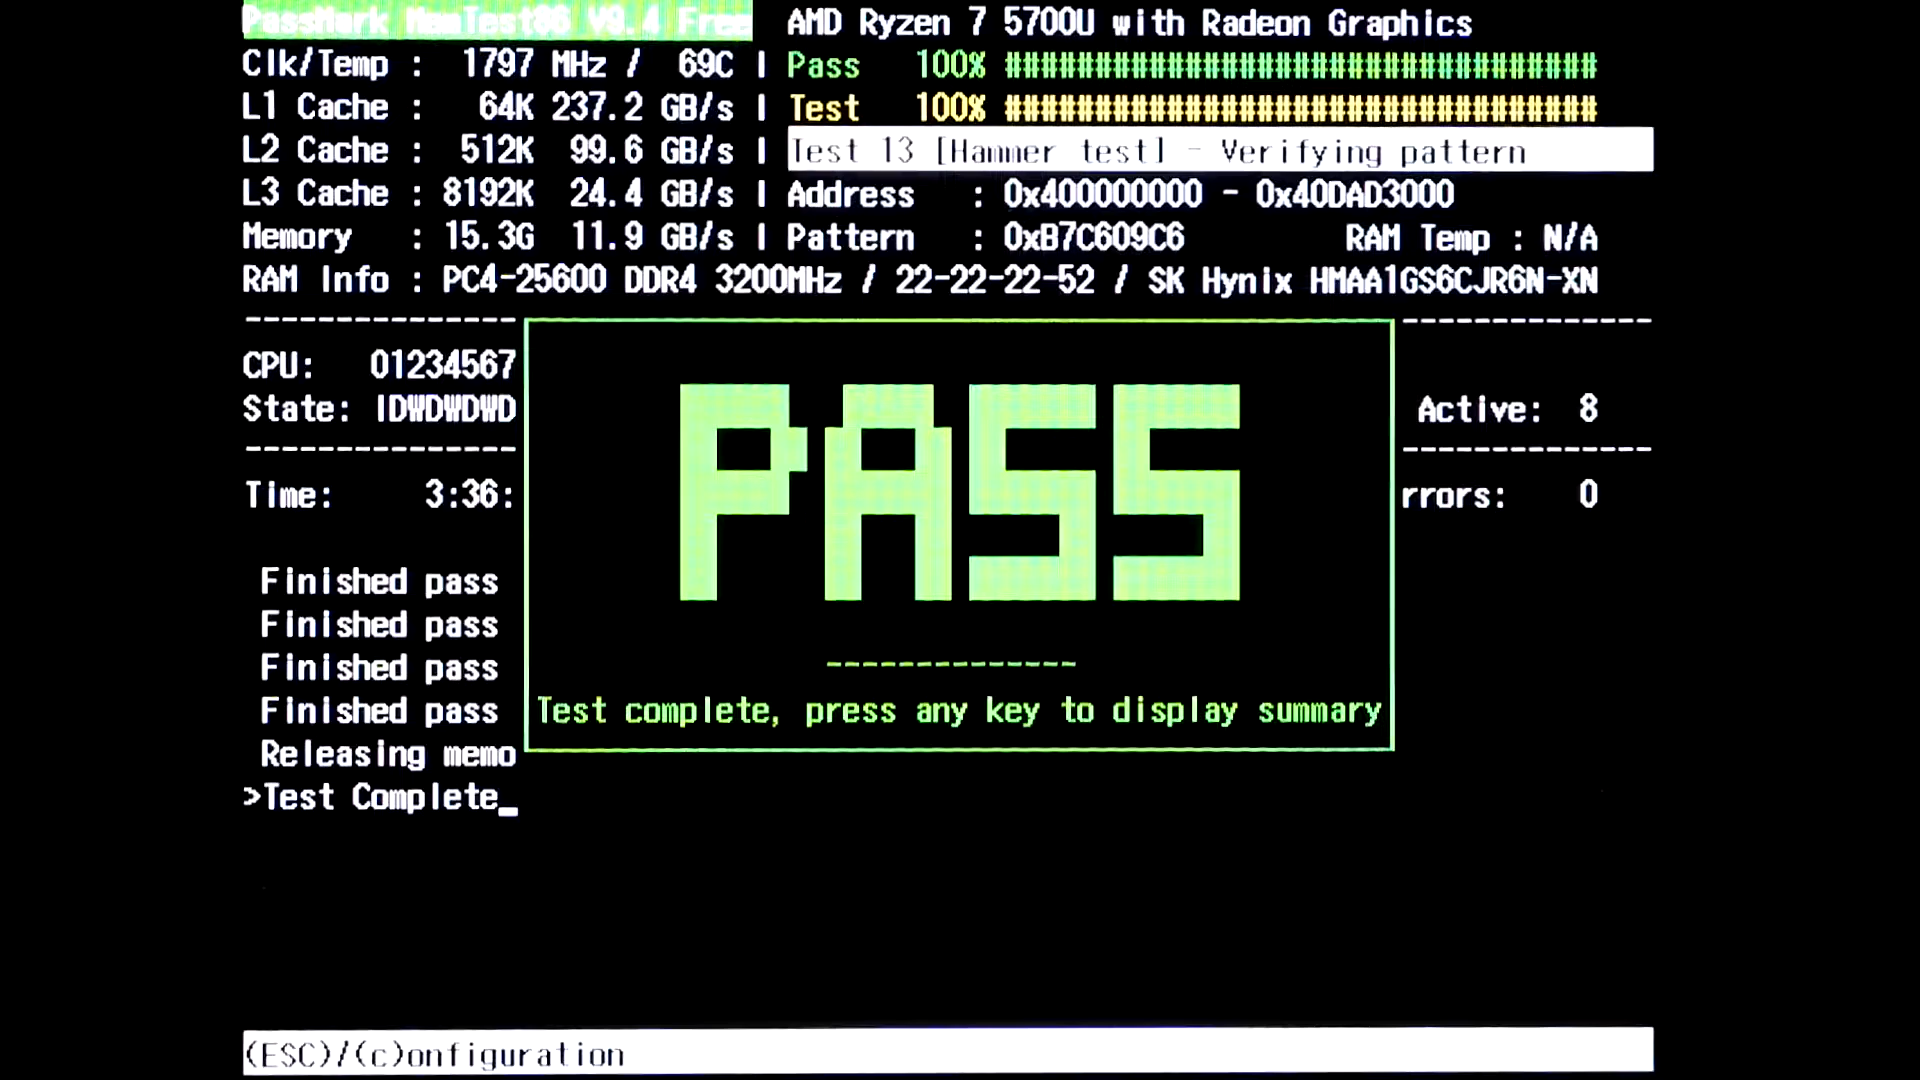 PassMark MemTest86 V9.4 Free AMD Ryzen 7 5700U with Radeon Graphics
Clk/Temp : 1797 MHz / 69C | Pass 100% #################################
L1 Cache : 64K 237.2 GB/s | Test 100% #################################
L2 Cache : 512K 99.6 GB/s | Test 13 [Hammer test] - Verifying pattern
L3 Cache : 8192K 24.4 GB/s | Address : 0x400000000 - 0x40DAD3000
Memory : 15.3G 11.9 GB/s | Pattern : 0xB7C609C6 RAM Temp : N/A
RAM Info : PC4-25600 DDR4 3200MHz / 22-22-22-52 / SK Hynix HMAA1GS6CJR6N-XN
CPU: 01234567
State: IDWDWDWD Active: 8
Time: 3:36: rrors: 0
PASS
Finished pass
Finished pass
Finished pass
Finished pass
--------------
Test complete, press any key to display summary
Releasing memo
>Test Complete_
(ESC)/(c)onfiguration